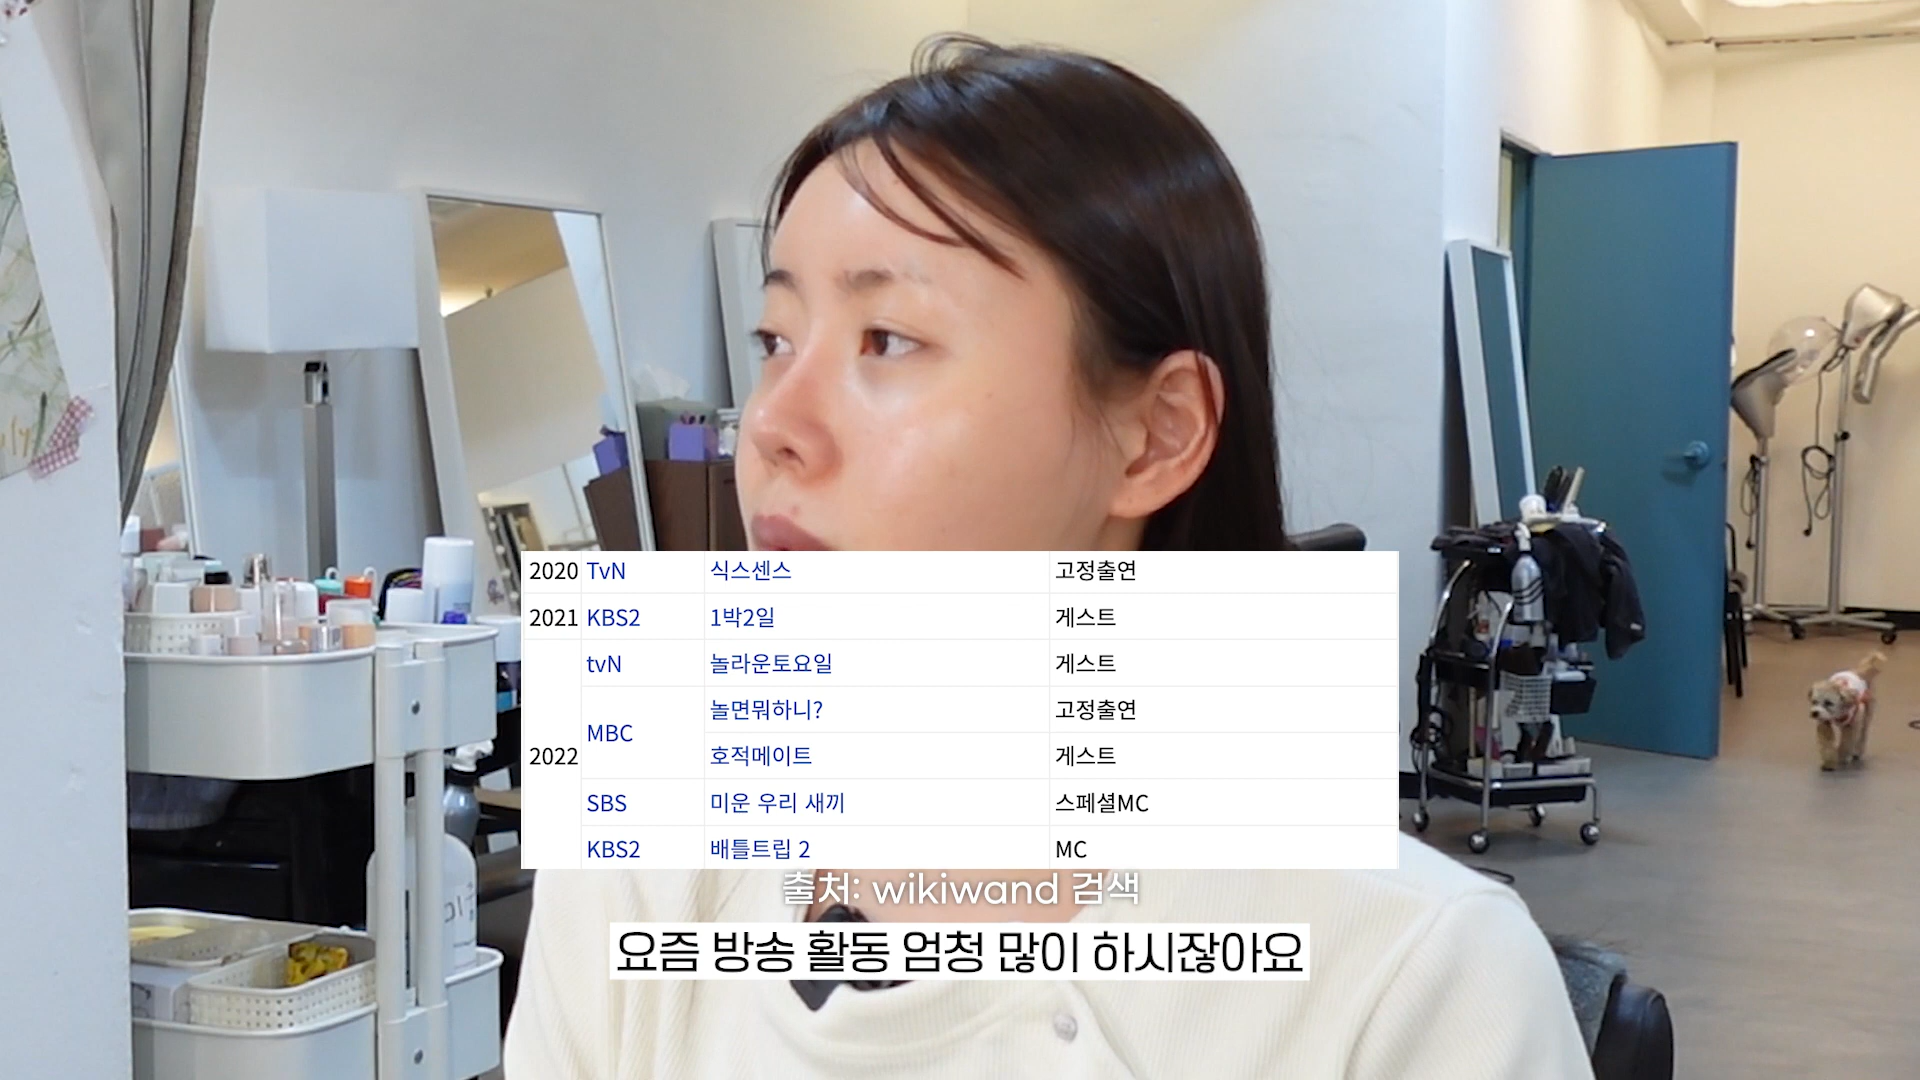 2020 TvN 식스센스 고정출연
2021 KBS2 1박2일 게스트
tvN 놀라운토요일 게스트
놀면뭐하니? 고정출연
MBC
호적메이트 게스트
2022
SBS 미운 우리 새끼 스페셜MC
KBS2 배틀트립 2 MC
출처: wikiwand 검색
요즘 방송 활동 엄청 많이 하시잖아요